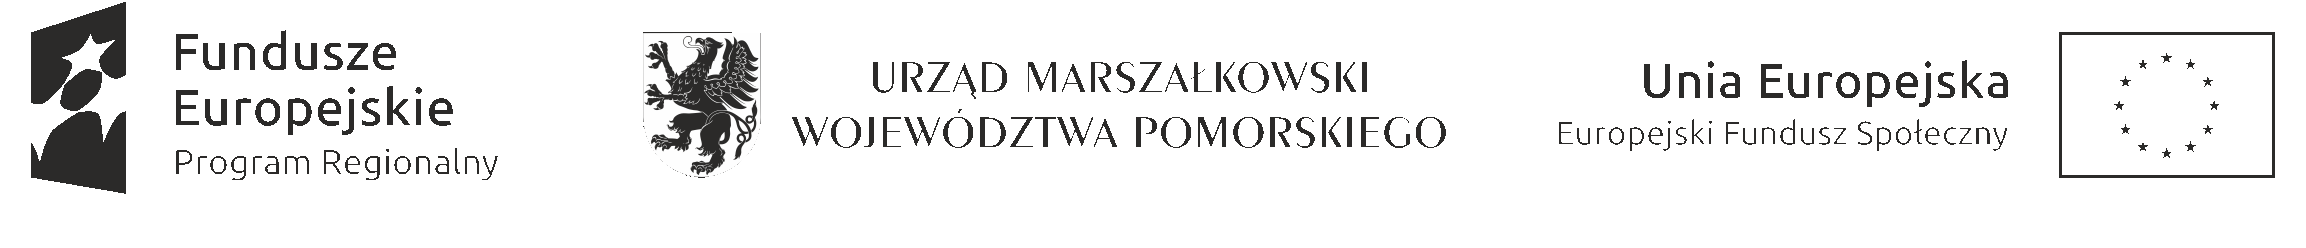 Fundusze
Europejskie
Program Regionalny
URZĄD MARSZAŁKOWSKI
WOJEWÓDZTWA POMORSKIEGO
Unia Europejska
Europejski Fundusz Społeczny